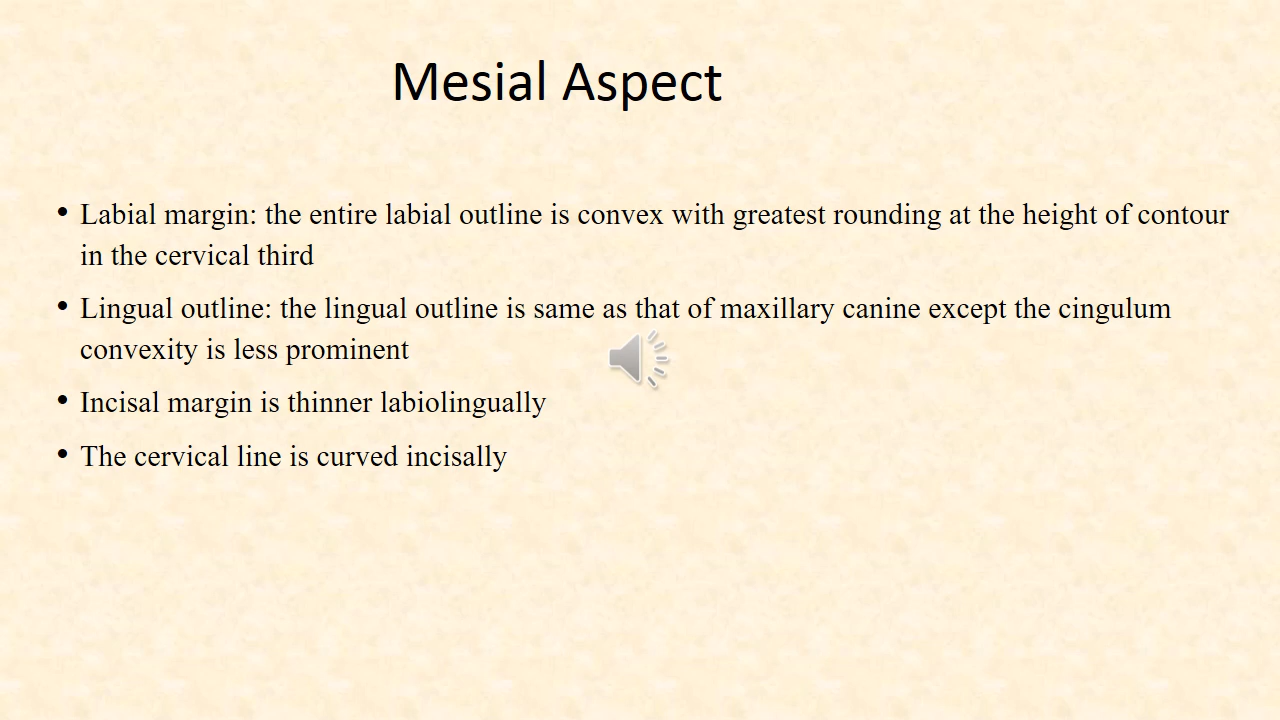 Mesial Aspect
• Labial margin: the entire labial outline is convex with greatest rounding at the height of contour
in the cervical third
• Lingual outline: the lingual outline is same as that of maxillary canine except the cingulum
convexity is less prominent
• Incisal margin is thinner labiolingually
• The cervical line is curved incisally